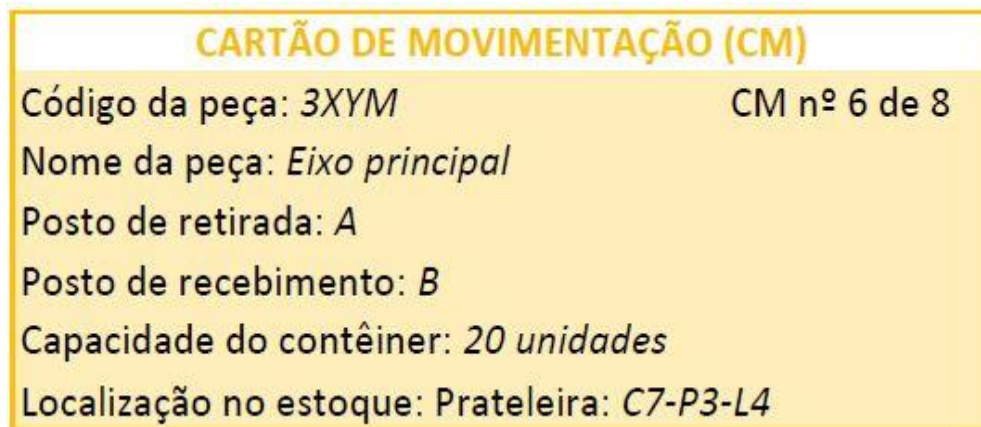 CARTÃO DE MOVIMENTAÇÃO (CM)
Código da peça: 3XYM CM nº 6 de 8
Nome da peça: Eixo principal
Posto de retirada: A
Posto de recebimento: B
Capacidade do contêiner: 20 unidades
Localização no estoque: Prateleira: C7-P3-L4